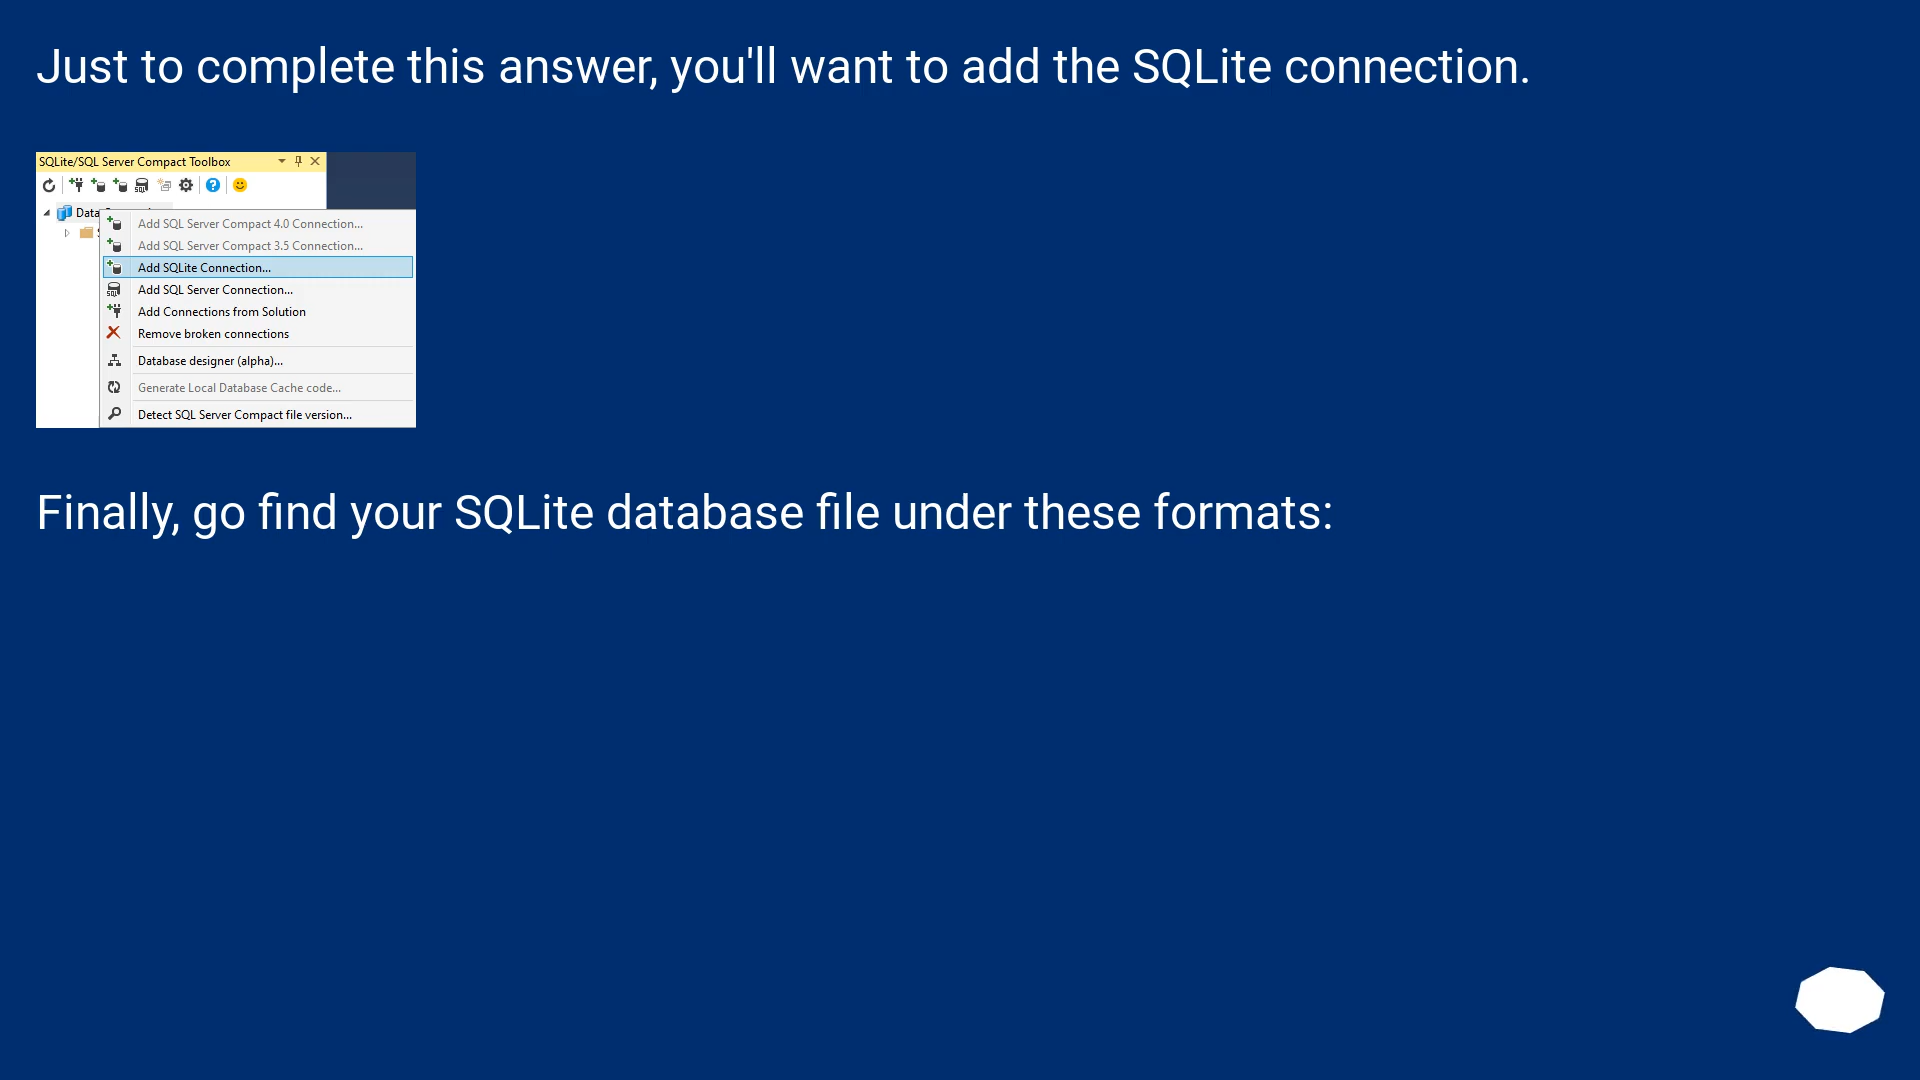 Just to complete this answer, you'll want to add the SQLite connection.
SQLite/SQL Server Compact Toolbox
Data
Add SQL Server Compact 4.0 Connection...
Add SQL Server Compact 3.5 Connection...
Add SQLite Connection...
Add SQL Server Connection...
Add Connections from Solution
Remove broken connections
Database designer (alpha)...
Generate Local Database Cache code...
Detect SQL Server Compact file version...
Finally, go find your SQLite database file under these formats: